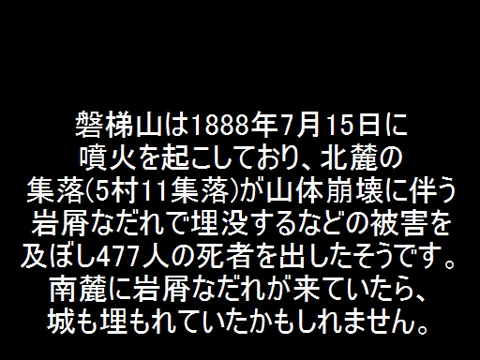 磐梯山は1888年7月15日に
噴火を起こしており、北麓の
集落(5村11集落)が山体崩壊に伴う
岩屑なだれで埋没するなどの被害を
及ぼし477人の死者を出したそうです。
南麓に岩屑なだれが来ていたら、
城も埋もれていたかもしれません。